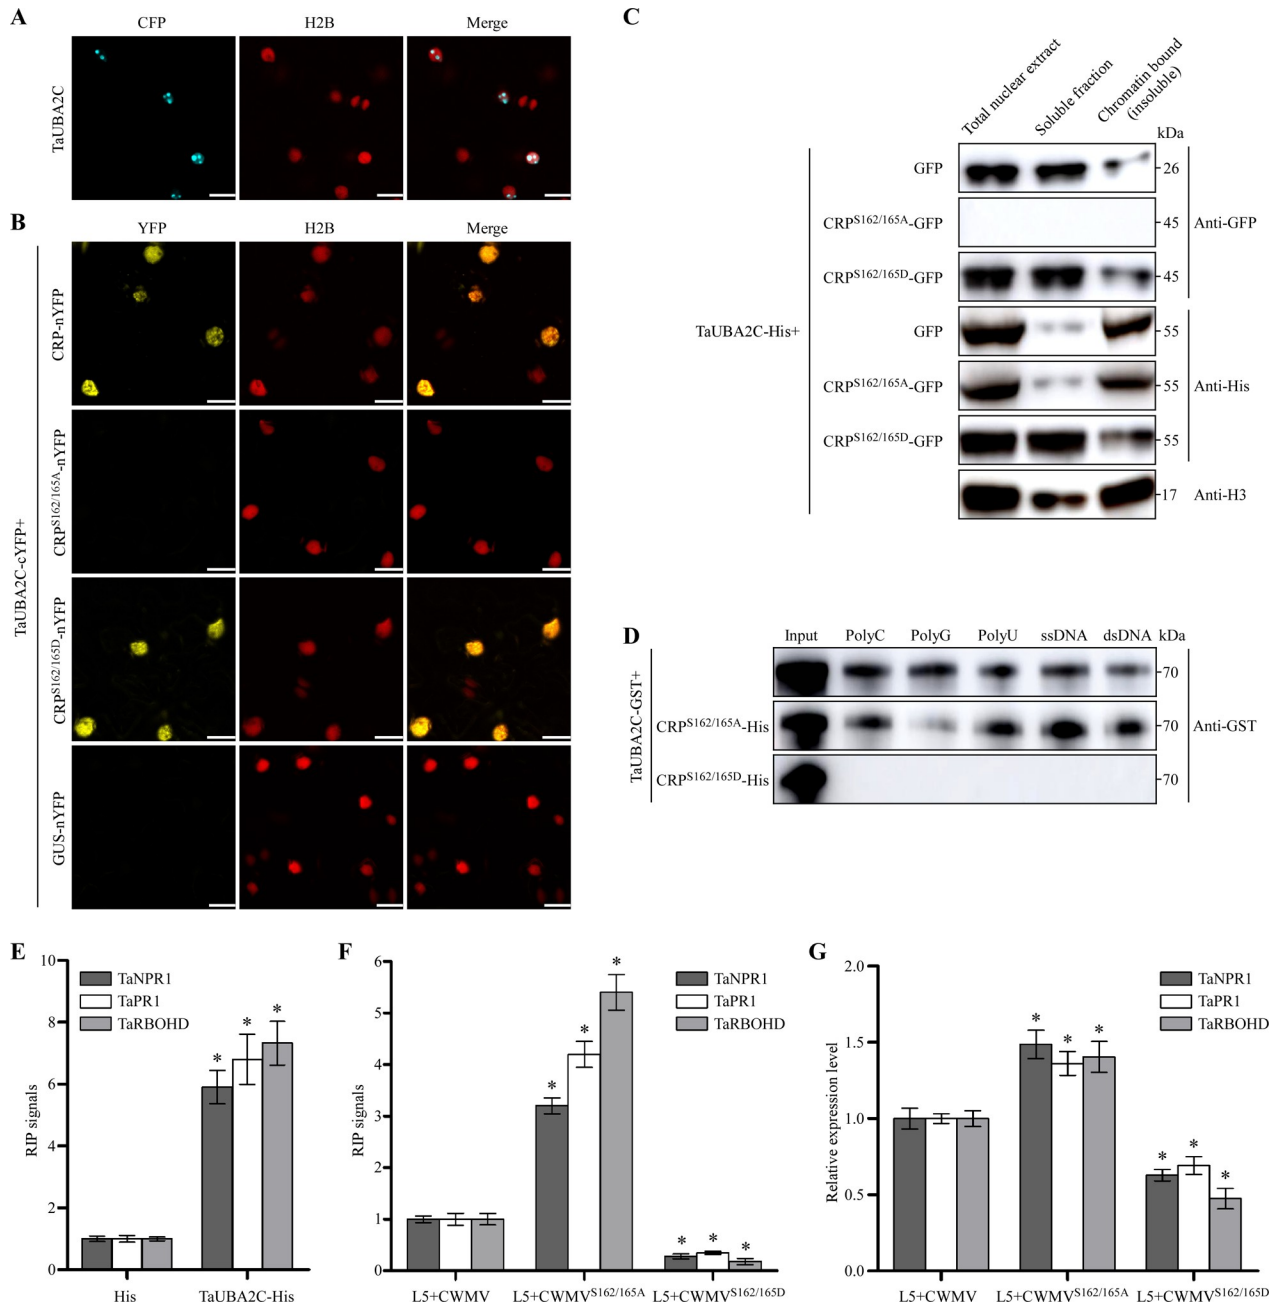 A
CFP H2B Merge
TaUBA2C
B
YFP H2B Merge
TaUBA2C-cYFP+
CRP-nYFP
CRPS162/165A-nYFP
CRPS162/165D-nYFP
GUS-nYFP
C
Total nuclear extract
Soluble fraction
Chromatin bound
(insoluble)
kDa
TaUBA2C-His+
GFP 26
CRPS162/165A-GFP 45 Anti-GFP
CRPS162/165D-GFP 45
GFP 55
CRPS162/165A-GFP 55 Anti-His
CRPS162/165D-GFP 55
17 Anti-H3
D
Input PolyC PolyG PolyU ssDNA dsDNA kDa
TaUBA2C-GST+
70
CRPS162/165A-His 70 Anti-GST
CRPS162/165D-His 70
E
RIP signals
10
8
6
4
2
0
TaNPR1
TaPR1
TaRBOHD
* * *
His TaUBA2C-His
F
RIP signals
6
5
4
3
2
1
0
TaNPR1
TaPR1
TaRBOHD
* * *
* * *
L5+CWMV L5+CWMVS162/165A L5+CWMVS162/165D
G
Relative expression level
2.0
1.5
1.0
0.5
0.0
TaNPR1
TaPR1
TaRBOHD
* * *
* * *
L5+CWMV L5+CWMVS162/165A L5+CWMVS162/165D